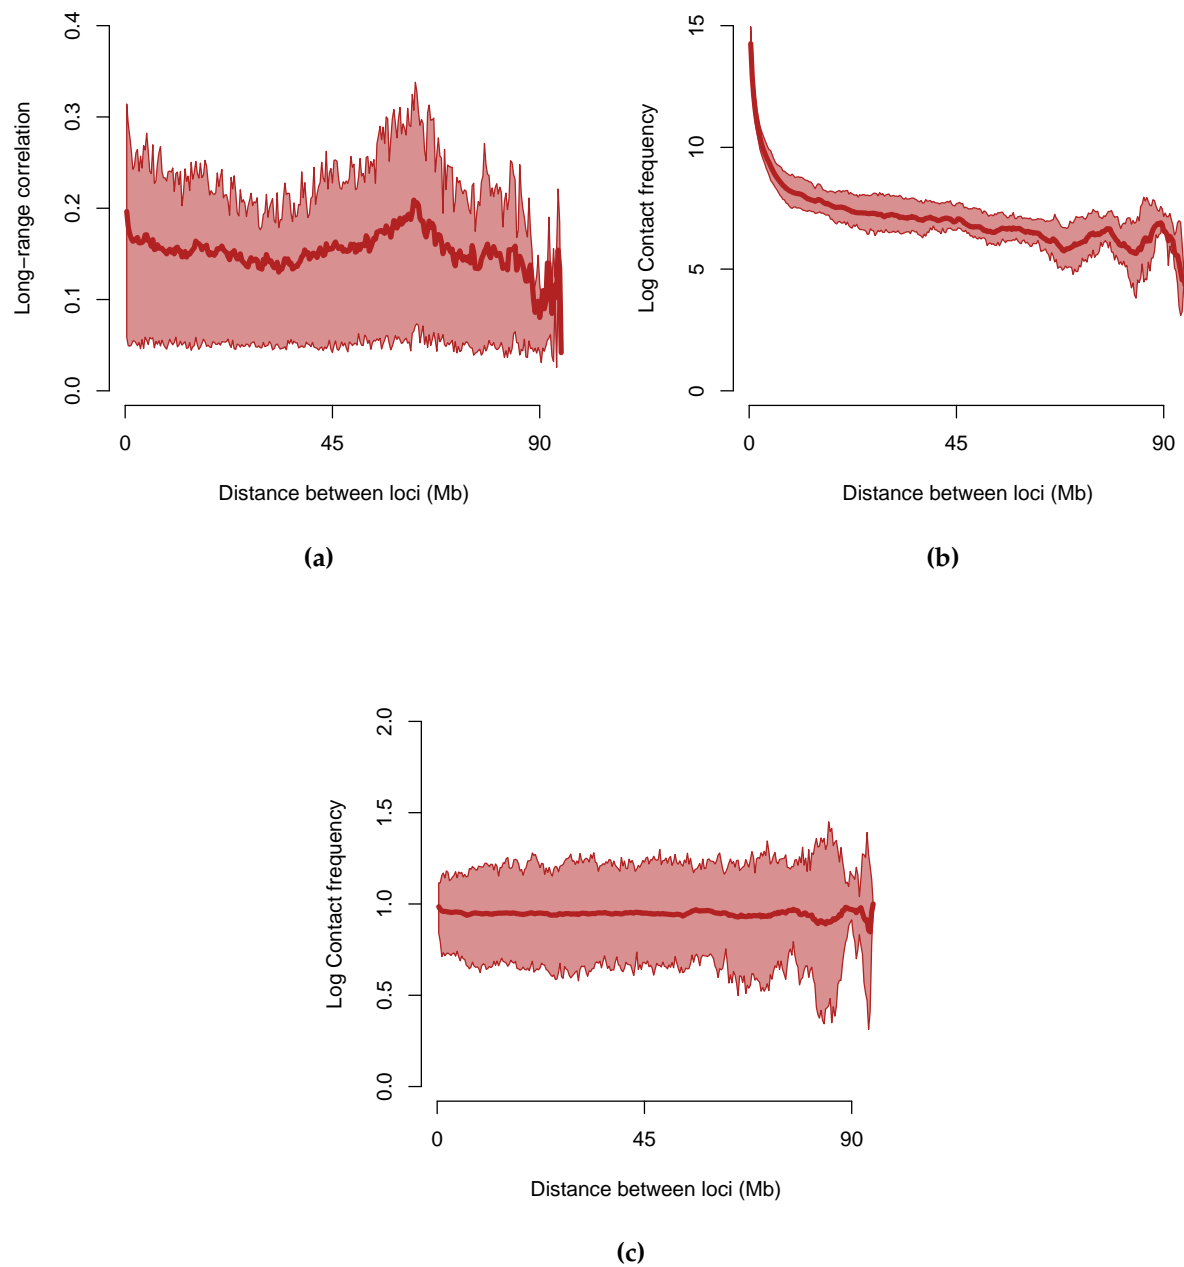 0.4
0.3
0.2
0.1
0.0
Long−range correlation
0 45 90
Distance between loci (Mb)
(a)
15
10
5
0
Log Contact frequency
0 45 90
Distance between loci (Mb)
(b)
2.0
1.5
1.0
0.5
0.0
Log Contact frequency
0 45 90
Distance between loci (Mb)
(c)